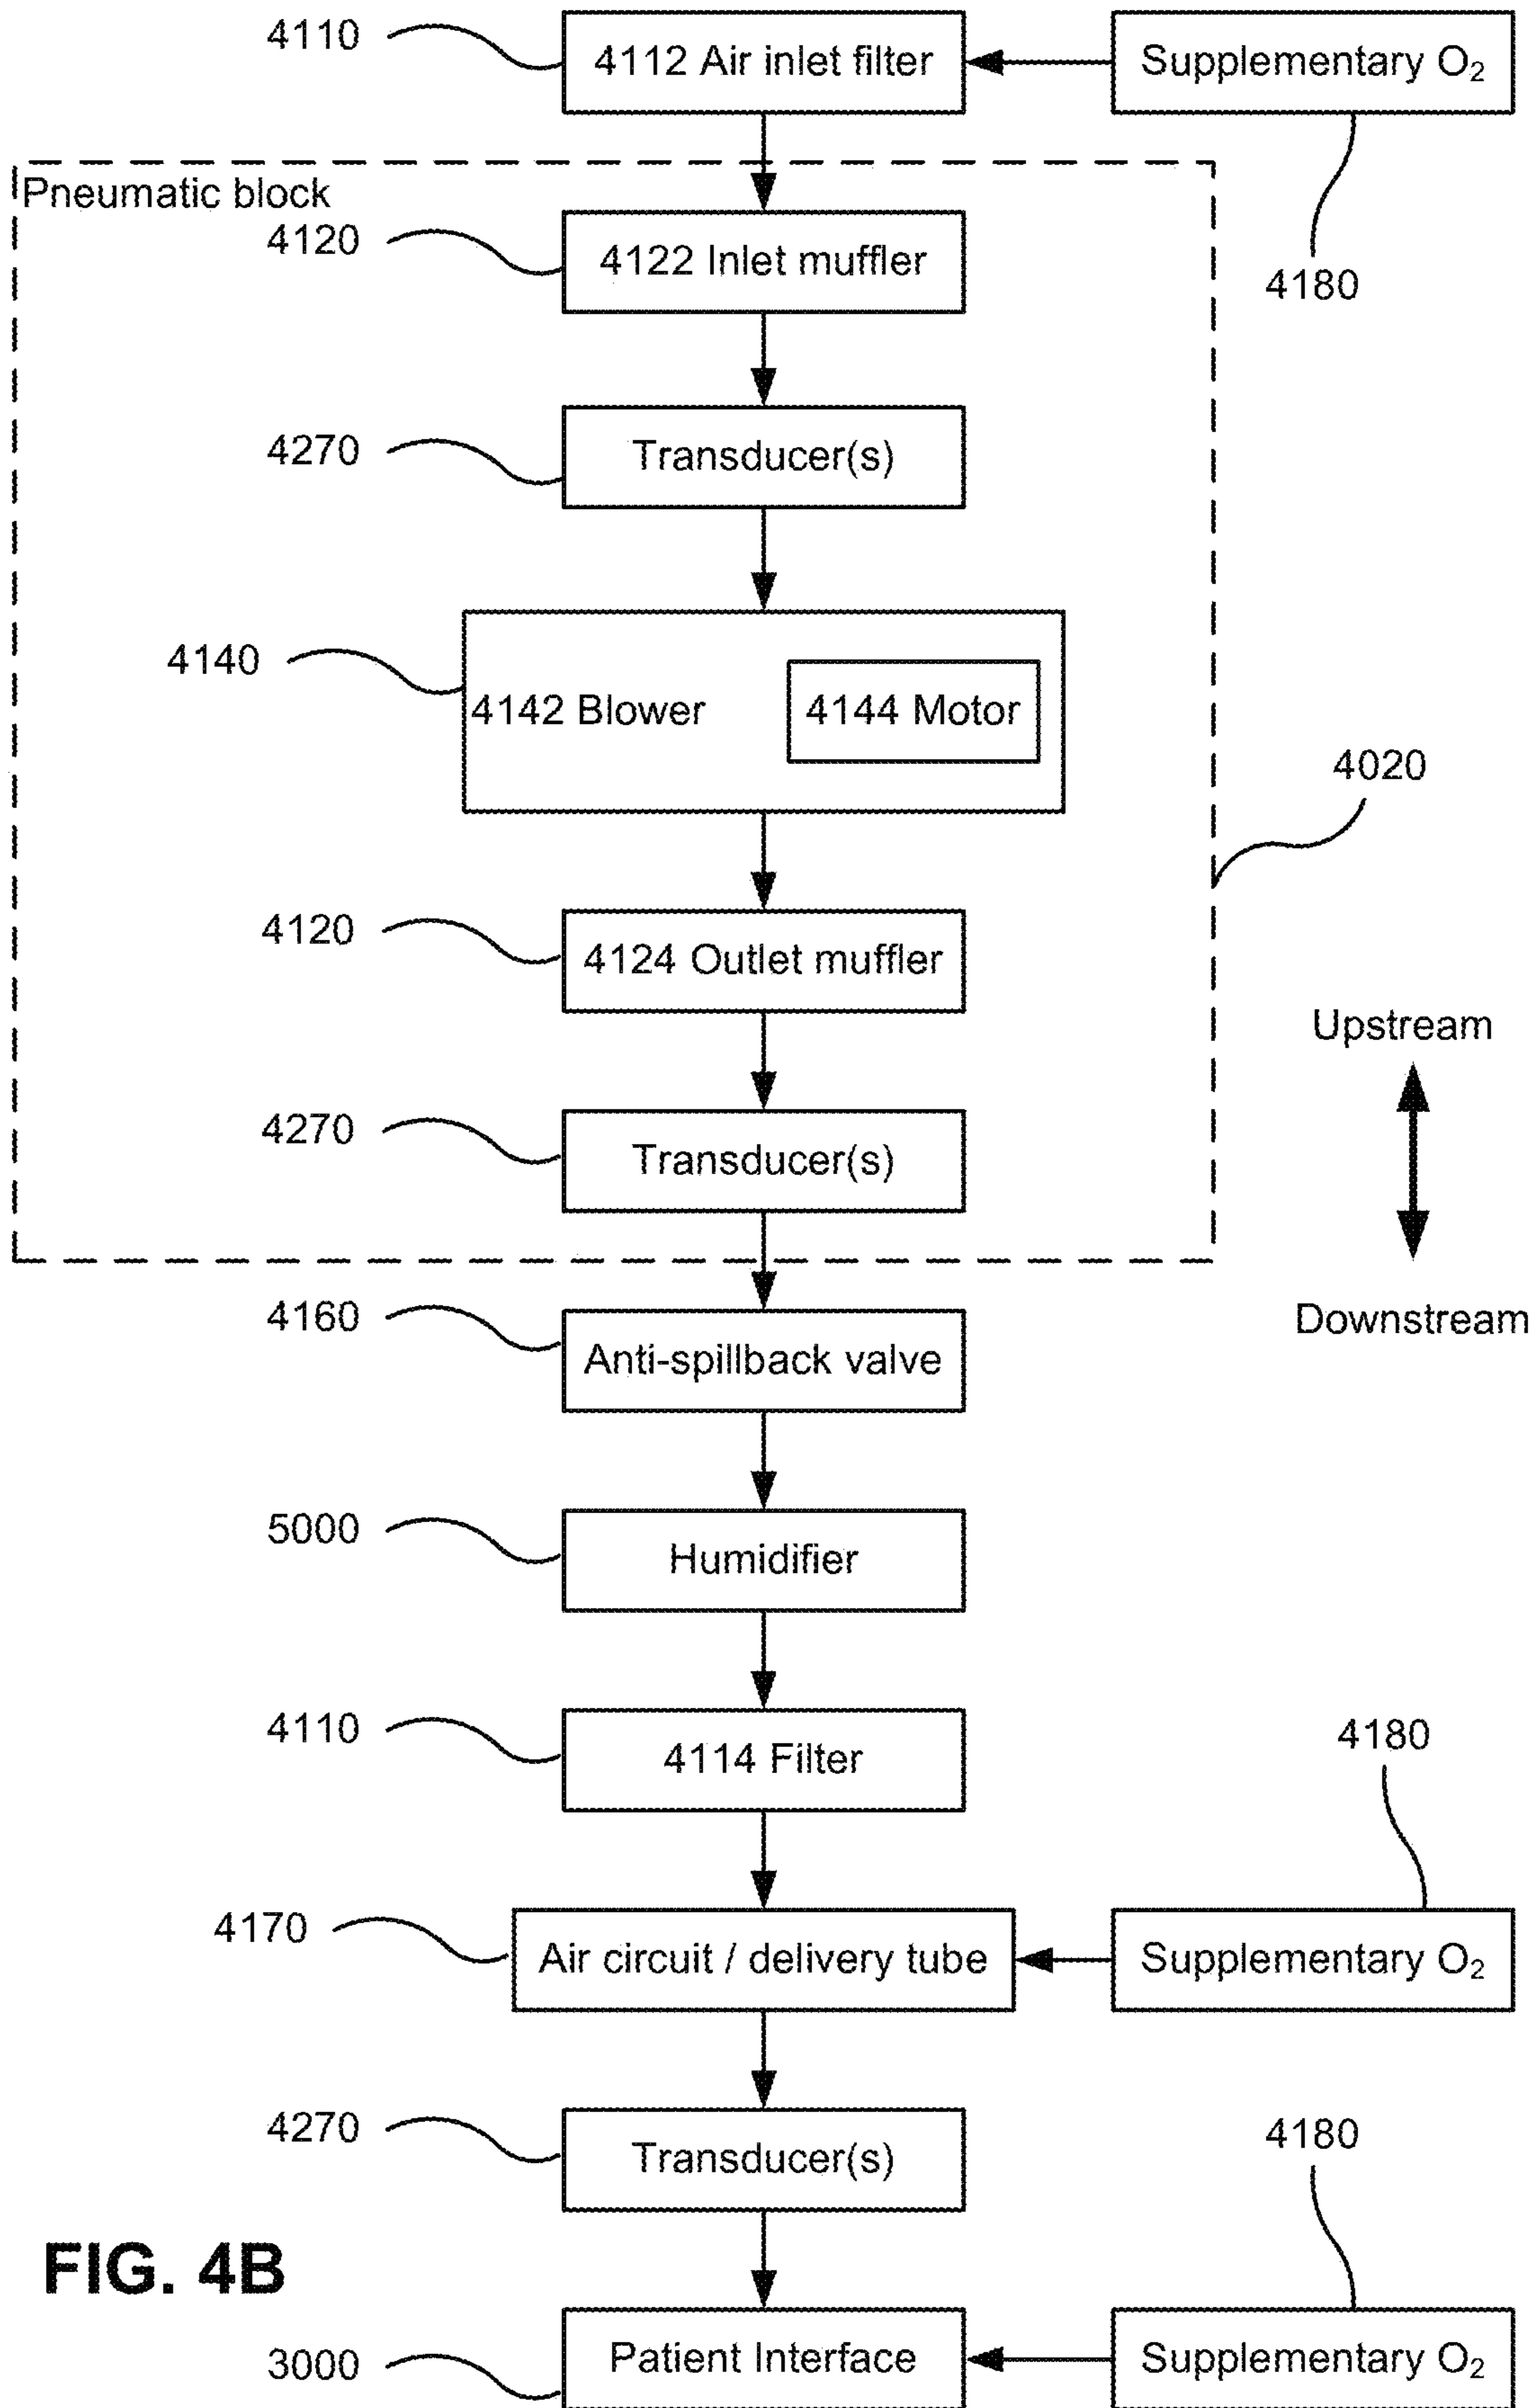 4110
4112 Air inlet filter
Supplementary O₂
Pneumatic block
4120
4122 Inlet muffler
4180
4270
Transducer(s)
4140
4142 Blower
4144 Motor
4020
4120
4124 Outlet muffler
Upstream
4270
Transducer(s)
4160
Anti-spillback valve
Downstream
5000
Humidifier
4110
4114 Filter
4180
4170
Air circuit / delivery tube
Supplementary O₂
4270
Transducer(s)
4180
FIG. 4B
3000
Patient Interface
Supplementary O₂